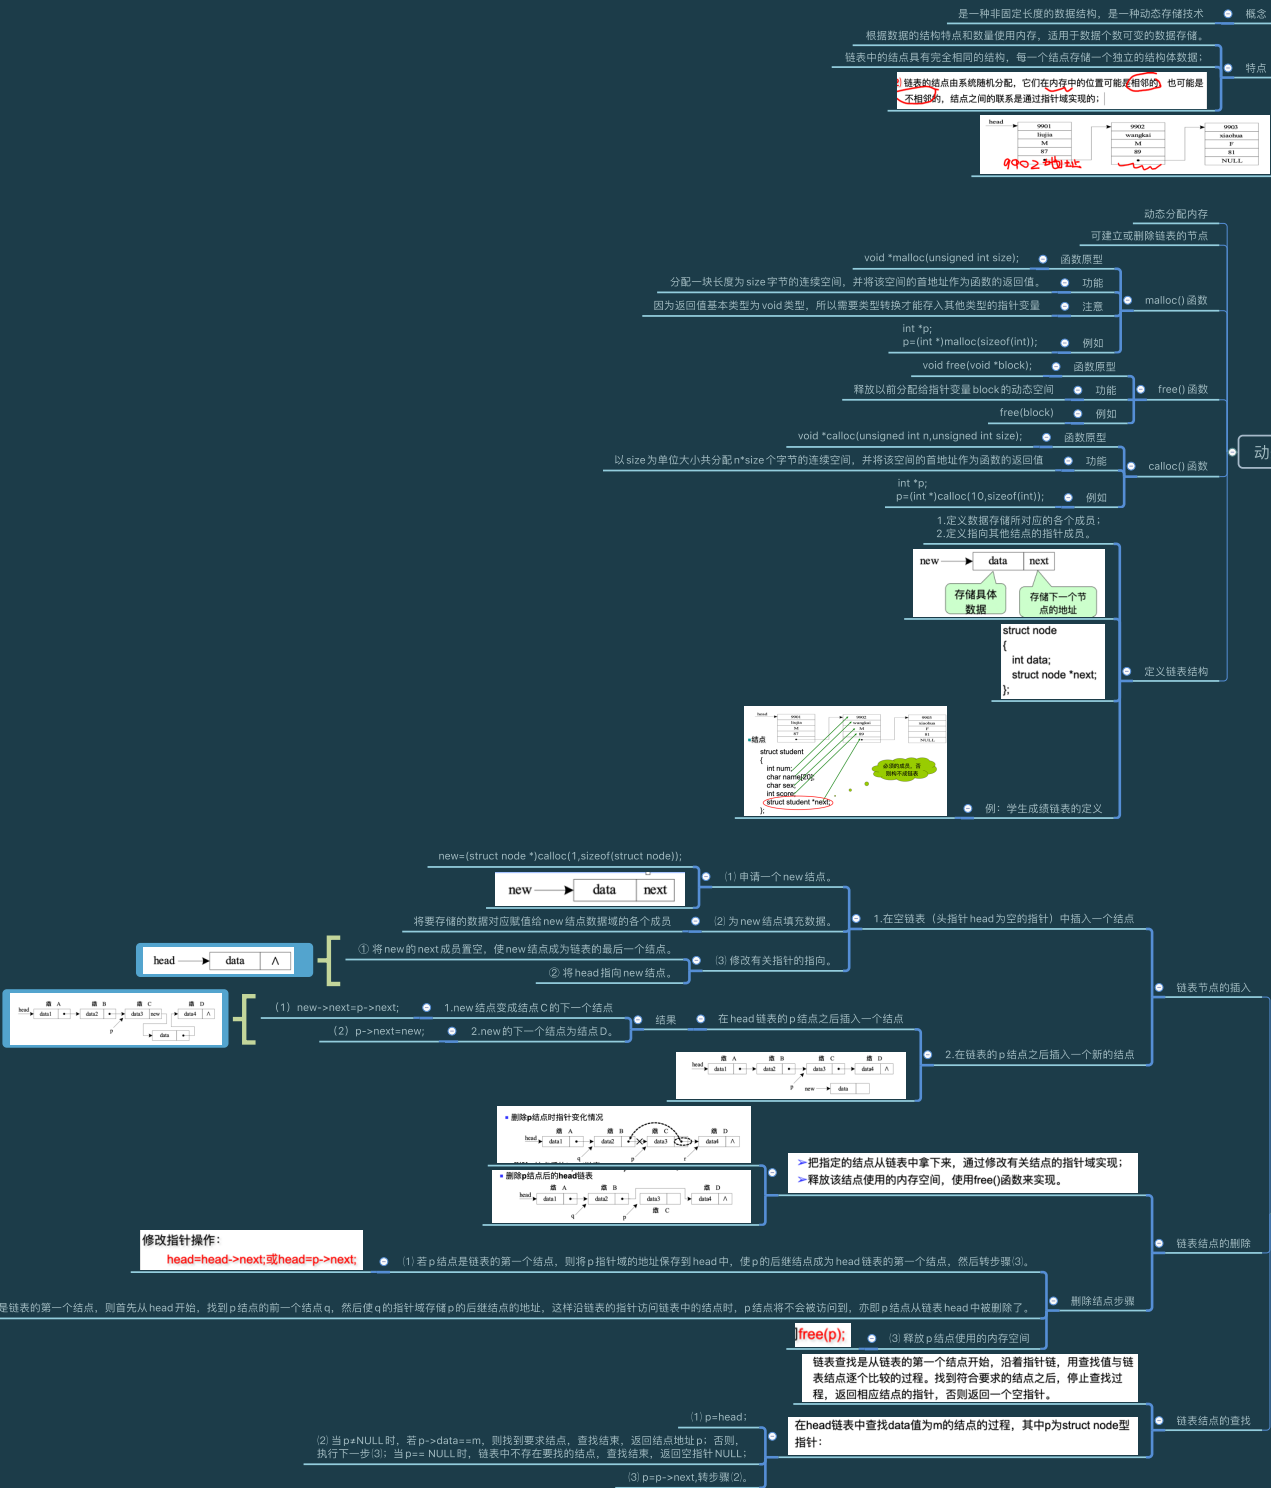 是一种非固定长度的数据结构，是一种动态存储技术
概念
根据数据的结构特点和数量使用内存，适用于数据个数可变的数据存储。
链表中的结点具有完全相同的结构，每一个结点存储一个独立的结构体数据；
特点
链表的结点由系统随机分配，它们在内存中的位置可能是相邻的，也可能是
不相邻的，结点之间的联系是通过指针域实现的；
head
9901
9902
9903
liujia
wangkai
xiaohua
M
M
F
87
89
81
NULL
9902地址
动态分配内存
可建立或删除链表的节点
void *malloc(unsigned int size);
函数原型
分配一块长度为size字节的连续空间，并将该空间的首地址作为函数的返回值。
功能
malloc()函数
因为返回值基本类型为void类型，所以需要类型转换才能存入其他类型的指针变量
注意
int *p;
p=(int *)malloc(sizeof(int));
例如
void free(void *block);
函数原型
释放以前分配给指针变量block的动态空间
功能
free()函数
free(block)
例如
void *calloc(unsigned int n,unsigned int size);
函数原型
动
以size为单位大小共分配n*size个字节的连续空间，并将该空间的首地址作为函数的返回值
功能
calloc()函数
int *p;
p=(int *)calloc(10,sizeof(int));
例如
1.定义数据存储所对应的各个成员；
2.定义指向其他结点的指针成员。
new
data
next
存储具体
数据
存储下一个节
点的地址
struct node
{
int data;
struct node *next;
};
定义链表结构
head
9901
9902
9903
liujia
wangkai
xiaohua
M
M
F
87
89
81
NULL
结点
struct student
{
int num;
char name[20];
char sex;
int score;
struct student *next;
};
必须的成员，否
则构不成链表
例：学生成绩链表的定义
new=(struct node *)calloc(1,sizeof(struct node));
⑴ 申请一个new结点。
new
data
next
将要存储的数据对应赋值给new结点数据域的各个成员
⑵ 为new结点填充数据。
1.在空链表（头指针head为空的指针）中插入一个结点
① 将new的next成员置空，使new结点成为链表的最后一个结点。
⑶ 修改有关指针的指向。
head
data
∧
② 将head指向new结点。
链表节点的插入
A
B
C
D
head
data1
data2
data3
new
data4
∧
p
data
（1）new->next=p->next;
1.new结点变成结点C的下一个结点
结果
在head链表的p结点之后插入一个结点
（2）p->next=new;
2.new的下一个结点为结点D。
2.在链表的p结点之后插入一个新的结点
A
B
C
D
head
data1
data2
data3
data4
∧
p
new
data
删除p结点时指针变化情况
A
B
C
D
head
data1
data2
data3
data4
∧
q
p
r
删除p结点后的head链表
A
B
D
head
data1
data2
data3
data4
∧
q
p
C
➢把指定的结点从链表中拿下来，通过修改有关结点的指针域实现；
➢释放该结点使用的内存空间，使用free()函数来实现。
链表结点的删除
修改指针操作：
head=head->next;或head=p->next;
⑴ 若p结点是链表的第一个结点，则将p指针域的地址保存到head中，使p的后继结点成为head链表的第一个结点，然后转步骤⑶。
是链表的第一个结点，则首先从head开始，找到p结点的前一个结点q，然后使q的指针域存储p的后继结点的地址，这样沿链表的指针访问链表中的结点时，p结点将不会被访问到，亦即p结点从链表head中被删除了。
删除结点步骤
free(p);
⑶ 释放p结点使用的内存空间
链表查找是从链表的第一个结点开始，沿着指针链，用查找值与链
表结点逐个比较的过程。找到符合要求的结点之后，停止查找过
程，返回相应结点的指针，否则返回一个空指针。
链表结点的查找
⑴ p=head；
⑵ 当p≠NULL时，若p->data==m，则找到要求结点，查找结束，返回结点地址p；否则，
执行下一步⑶；当p== NULL时，链表中不存在要找的结点，查找结束，返回空指针NULL；
在head链表中查找data值为m的结点的过程，其中p为struct node型
指针：
⑶ p=p->next,转步骤⑵。